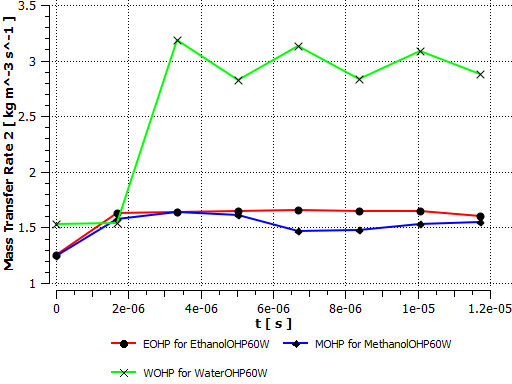 3.5
3
2.5
2
1.5
1
Mass Transfer Rate 2 [ kg m^-3 s^-1 ]
0
2e-06
4e-06
6e-06
8e-06
1e-05
1.2e-05
t [ s ]
EOHP for EthanolOHP60W
MOHP for MethanolOHP60W
WOHP for WaterOHP60W